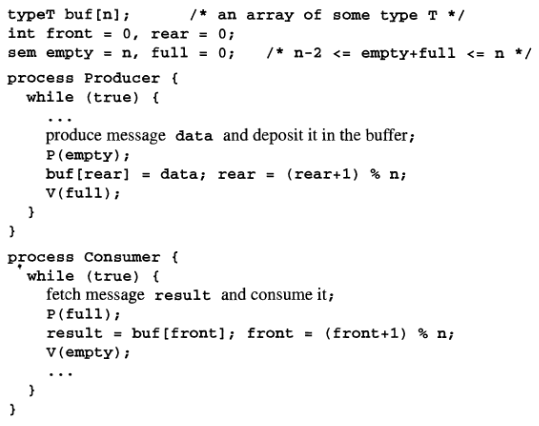 typeT buf[n];      /* an array of some type T */
int front = 0, rear = 0;
sem empty = n, full = 0;   /* n-2 <= empty+full <= n */
process Producer {
  while (true) {
    ...
    produce message data and deposit it in the buffer;
    P(empty);
    buf[rear] = data; rear = (rear+1) % n;
    V(full);
  }
}
process Consumer {
  while (true) {
    fetch message result and consume it;
    P(full);
    result = buf[front]; front = (front+1) % n;
    V(empty);
    ...
  }
}